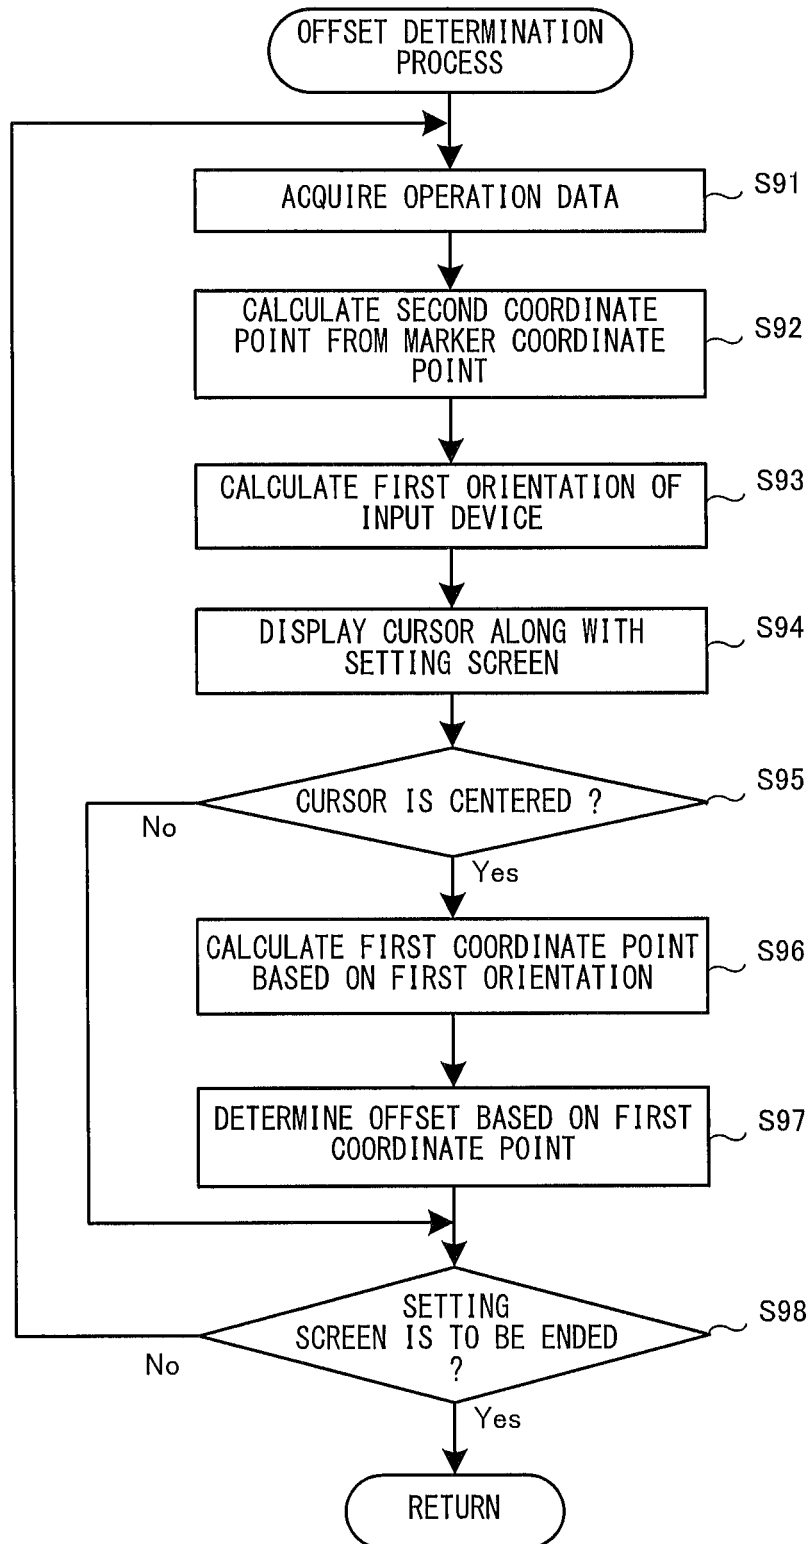 OFFSET DETERMINATION
PROCESS
ACQUIRE OPERATION DATA
S91
CALCULATE SECOND COORDINATE
POINT FROM MARKER COORDINATE
POINT
S92
CALCULATE FIRST ORIENTATION OF
INPUT DEVICE
S93
DISPLAY CURSOR ALONG WITH
SETTING SCREEN
S94
CURSOR IS CENTERED ?
S95
No
Yes
CALCULATE FIRST COORDINATE POINT
BASED ON FIRST ORIENTATION
S96
DETERMINE OFFSET BASED ON FIRST
COORDINATE POINT
S97
SETTING
SCREEN IS TO BE ENDED
?
S98
No
Yes
RETURN